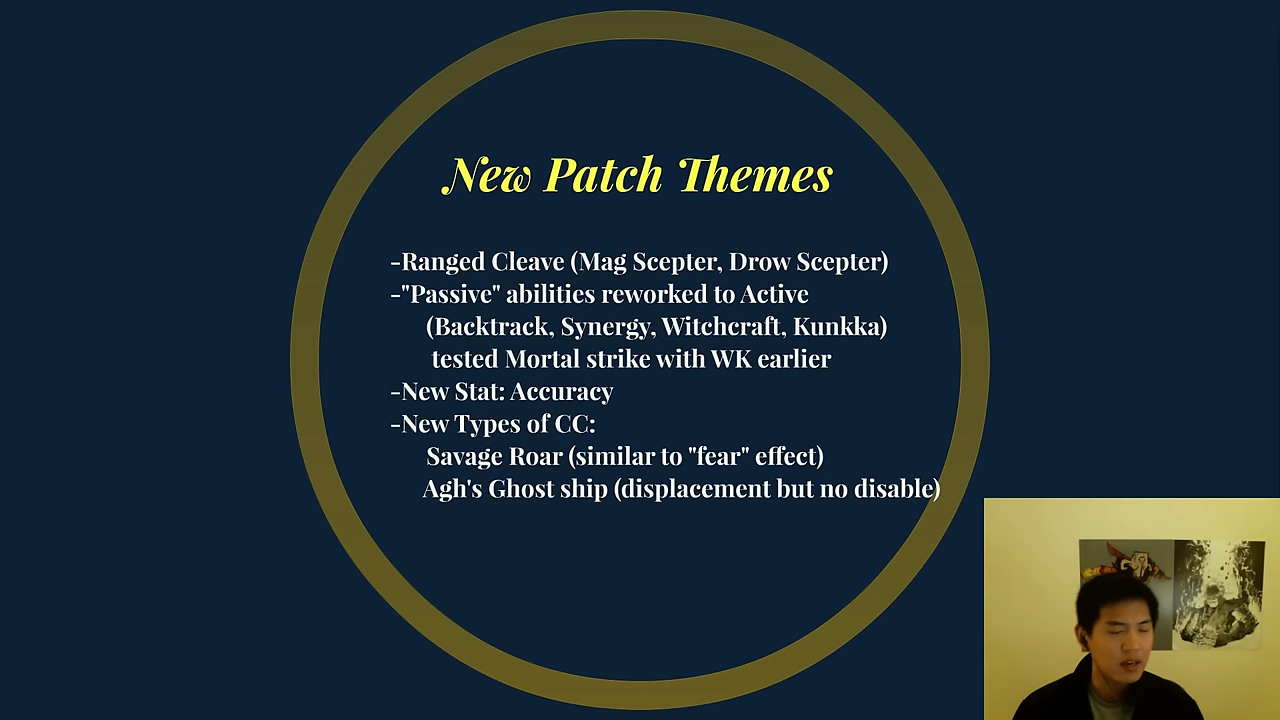 New Patch Themes
-Ranged Cleave (Mag Scepter, Drow Scepter)
-"Passive" abilities reworked to Active
(Backtrack, Synergy, Witchcraft, Kunkka)
tested Mortal strike with WK earlier
-New Stat: Accuracy
-New Types of CC:
Savage Roar (similar to "fear" effect)
Agh's Ghost ship (displacement but no disable)